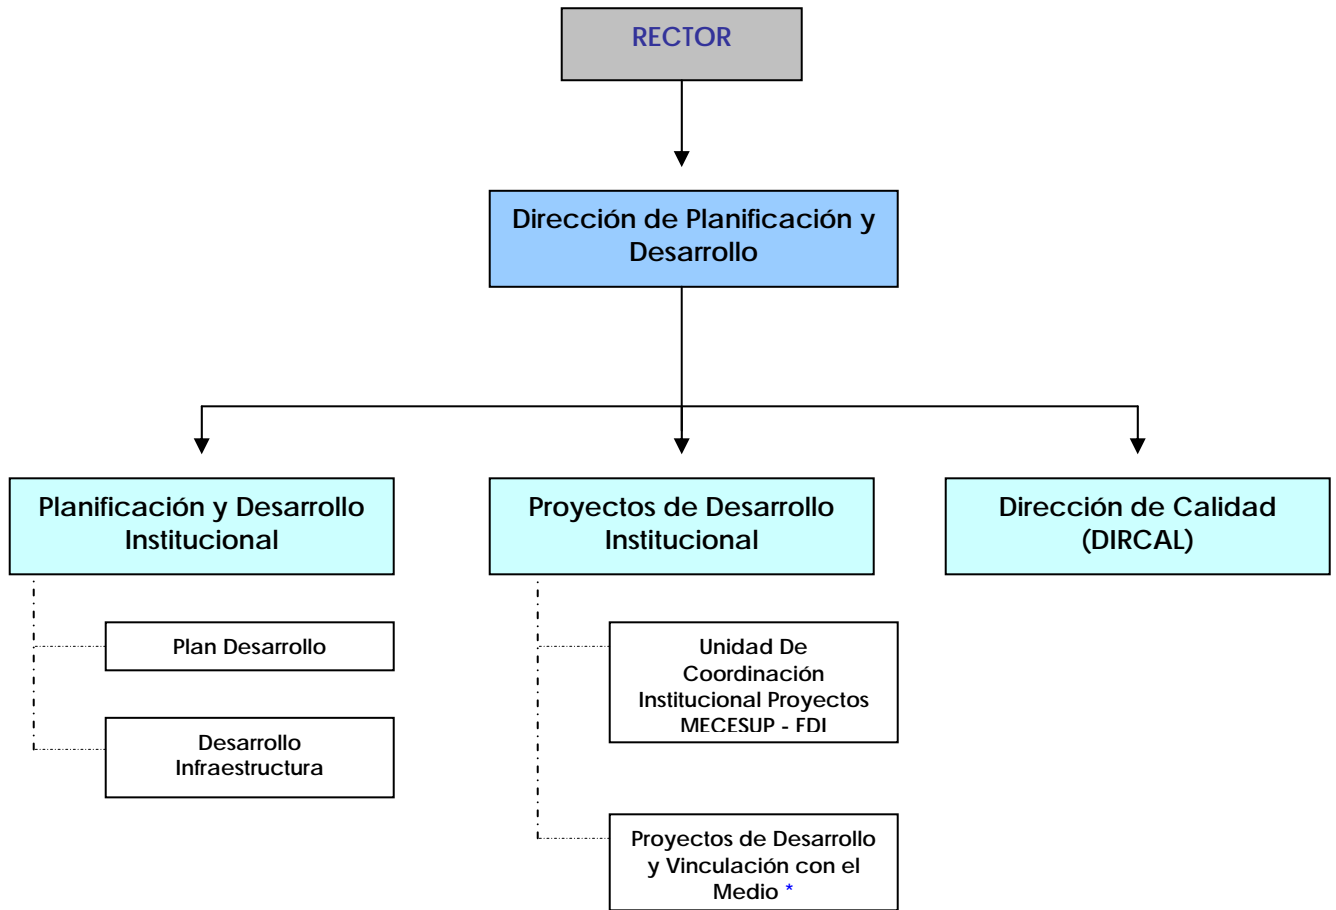 RECTOR
Dirección de Planificación y
Desarrollo
Planificación y Desarrollo
Institucional
Proyectos de Desarrollo
Institucional
Dirección de Calidad
(DIRCAL)
Plan Desarrollo
Desarrollo
Infraestructura
Unidad De
Coordinación
Institucional Proyectos
MECESUP - FDI
Proyectos de Desarrollo
y Vinculación con el
Medio *